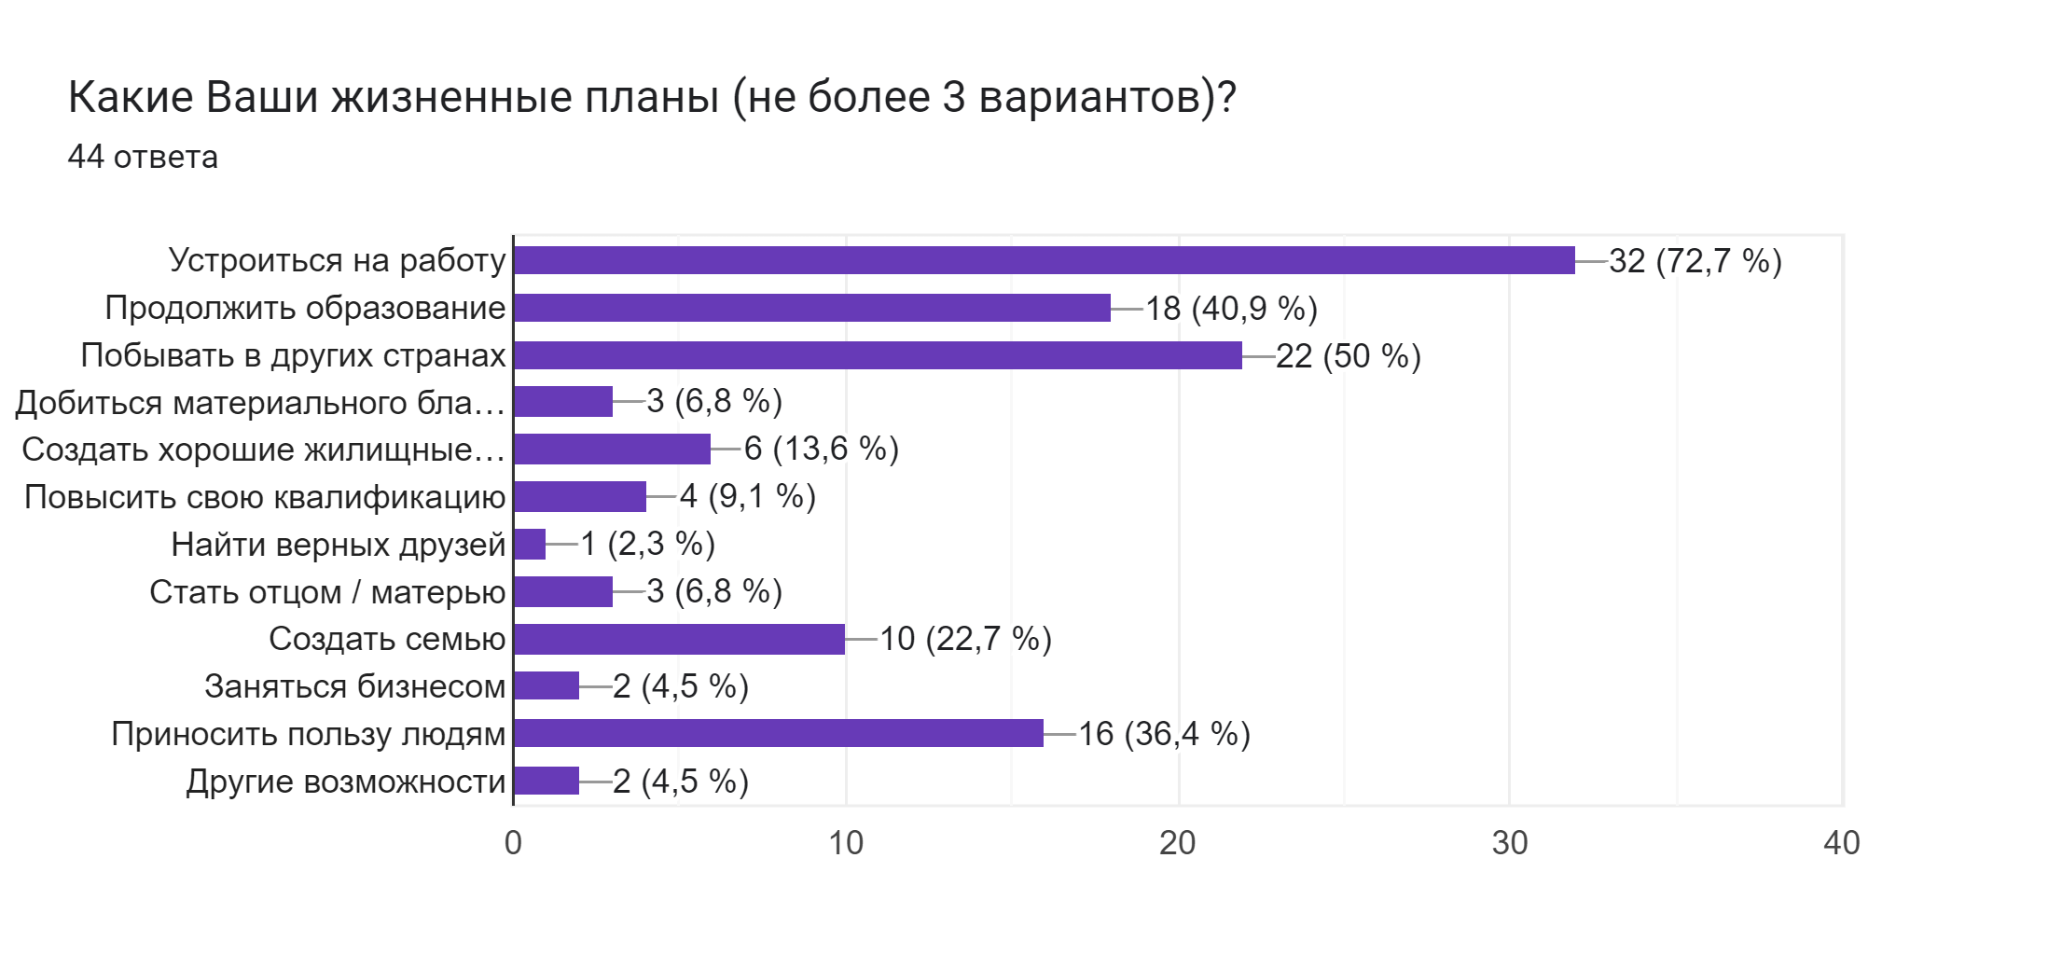 Какие Ваши жизненные планы (не более 3 вариантов)?
44 ответа
Устроиться на работу 32 (72,7 %)
Продолжить образование 18 (40,9 %)
Побывать в других странах 22 (50 %)
Добиться материального бла… 3 (6,8 %)
Создать хорошие жилищные… 6 (13,6 %)
Повысить свою квалификацию 4 (9,1 %)
Найти верных друзей 1 (2,3 %)
Стать отцом / матерью 3 (6,8 %)
Создать семью 10 (22,7 %)
Заняться бизнесом 2 (4,5 %)
Приносить пользу людям 16 (36,4 %)
Другие возможности 2 (4,5 %)
0 10 20 30 40